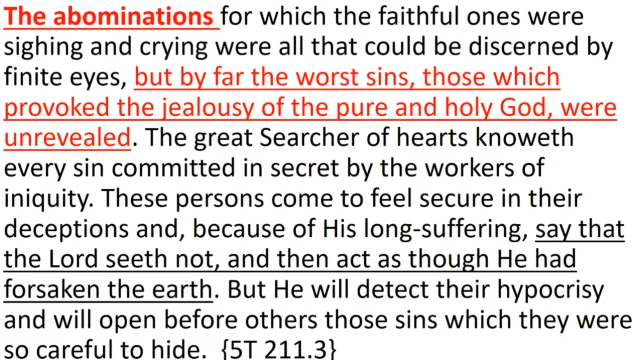 The abominations for which the faithful ones were
sighing and crying were all that could be discerned by
finite eyes, but by far the worst sins, those which
provoked the jealousy of the pure and holy God, were
unrevealed. The great Searcher of hearts knoweth
every sin committed in secret by the workers of
iniquity. These persons come to feel secure in their
deceptions and, because of His long-suffering, say that
the Lord seeth not, and then act as though He had
forsaken the earth. But He will detect their hypocrisy
and will open before others those sins which they were
so careful to hide. {5T 211.3}